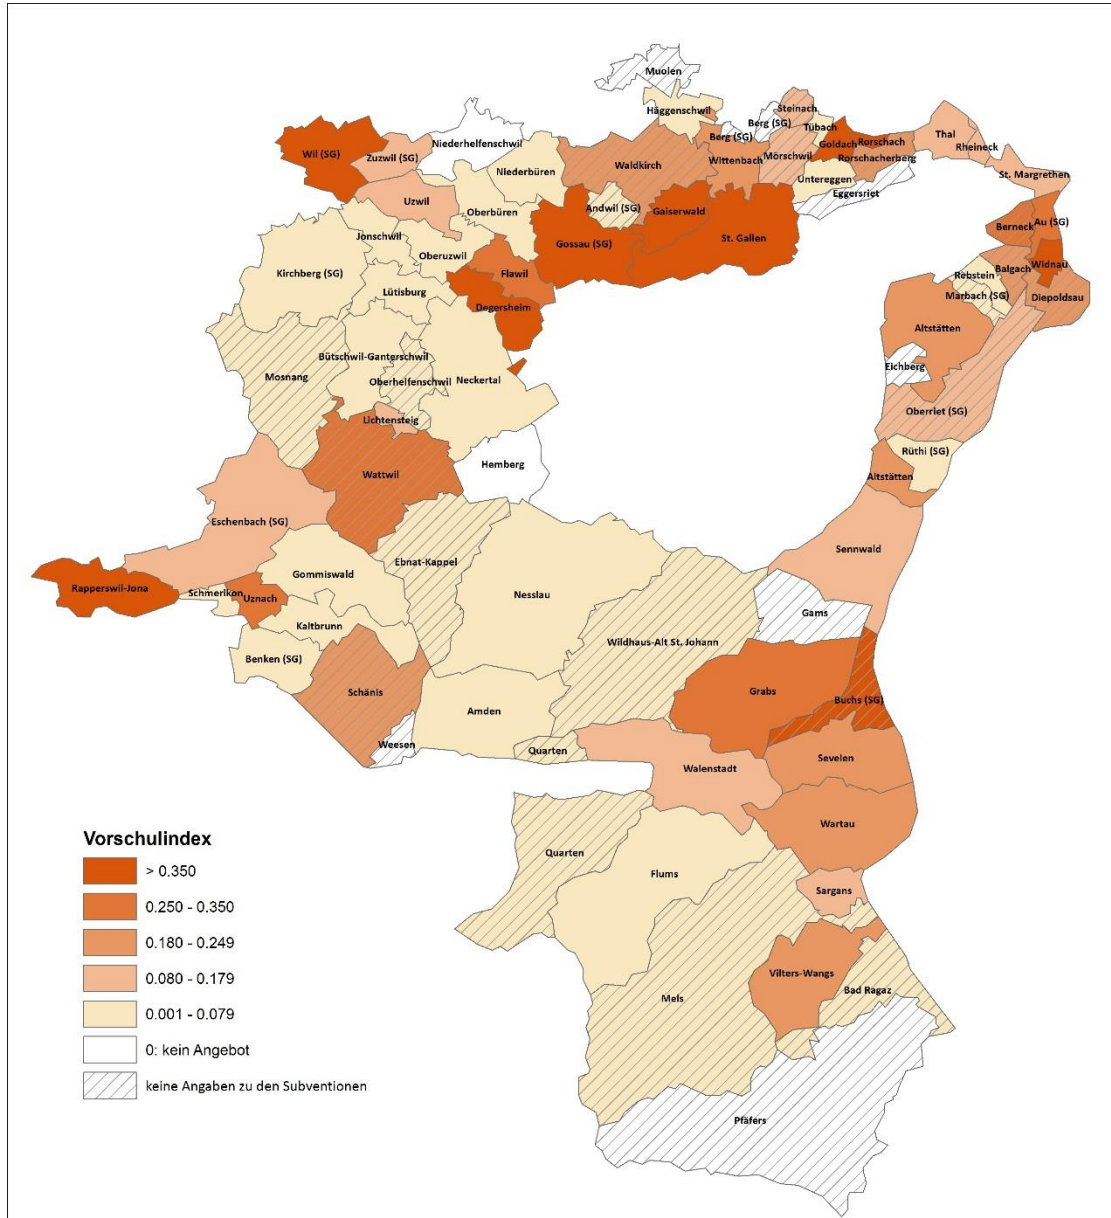 Muolen
Häggenschwil
Steinach
Berg (SG)
Berg (SG)
Tübach
Goldach
Rorschach
Thal
Rheineck
Wil (SG)
Zuzwil (SG)
Niederhelfenschwil
Niederbüren
Waldkirch
Wittenbach
Mörschwil
Rorschacherberg
Untereggen
Eggersriet
St. Margrethen
Uzwil
Oberbüren
Andwil (SG)
Gaiserwald
St. Gallen
Gossau (SG)
Berneck
Au (SG)
Jonschwil
Oberuzwil
Flawil
Kirchberg (SG)
Lütisburg
Degersheim
Rebstein
Balgach
Widnau
Marbach (SG)
Diepoldsau
Altstätten
Bütschwil-Ganterschwil
Mosnang
Oberhelfenschwil
Neckertal
Eichberg
Lichtensteig
Oberriet (SG)
Wattwil
Hemberg
Rüthi (SG)
Altstätten
Eschenbach (SG)
Sennwald
Ebnat-Kappel
Gommiswald
Rapperswil-Jona
Schmerikon
Uznach
Nesslau
Gams
Kaltbrunn
Wildhaus-Alt St. Johann
Benken (SG)
Schänis
Grabs
Buchs (SG)
Amden
Weesen
Quarten
Sevelen
Walenstadt
Wartau
Quarten
Flums
Sargans
Vilters-Wangs
Mels
Bad Ragaz
Pfäfers
Vorschulindex
> 0.350
0.250 - 0.350
0.180 - 0.249
0.080 - 0.179
0.001 - 0.079
0: kein Angebot
keine Angaben zu den Subventionen